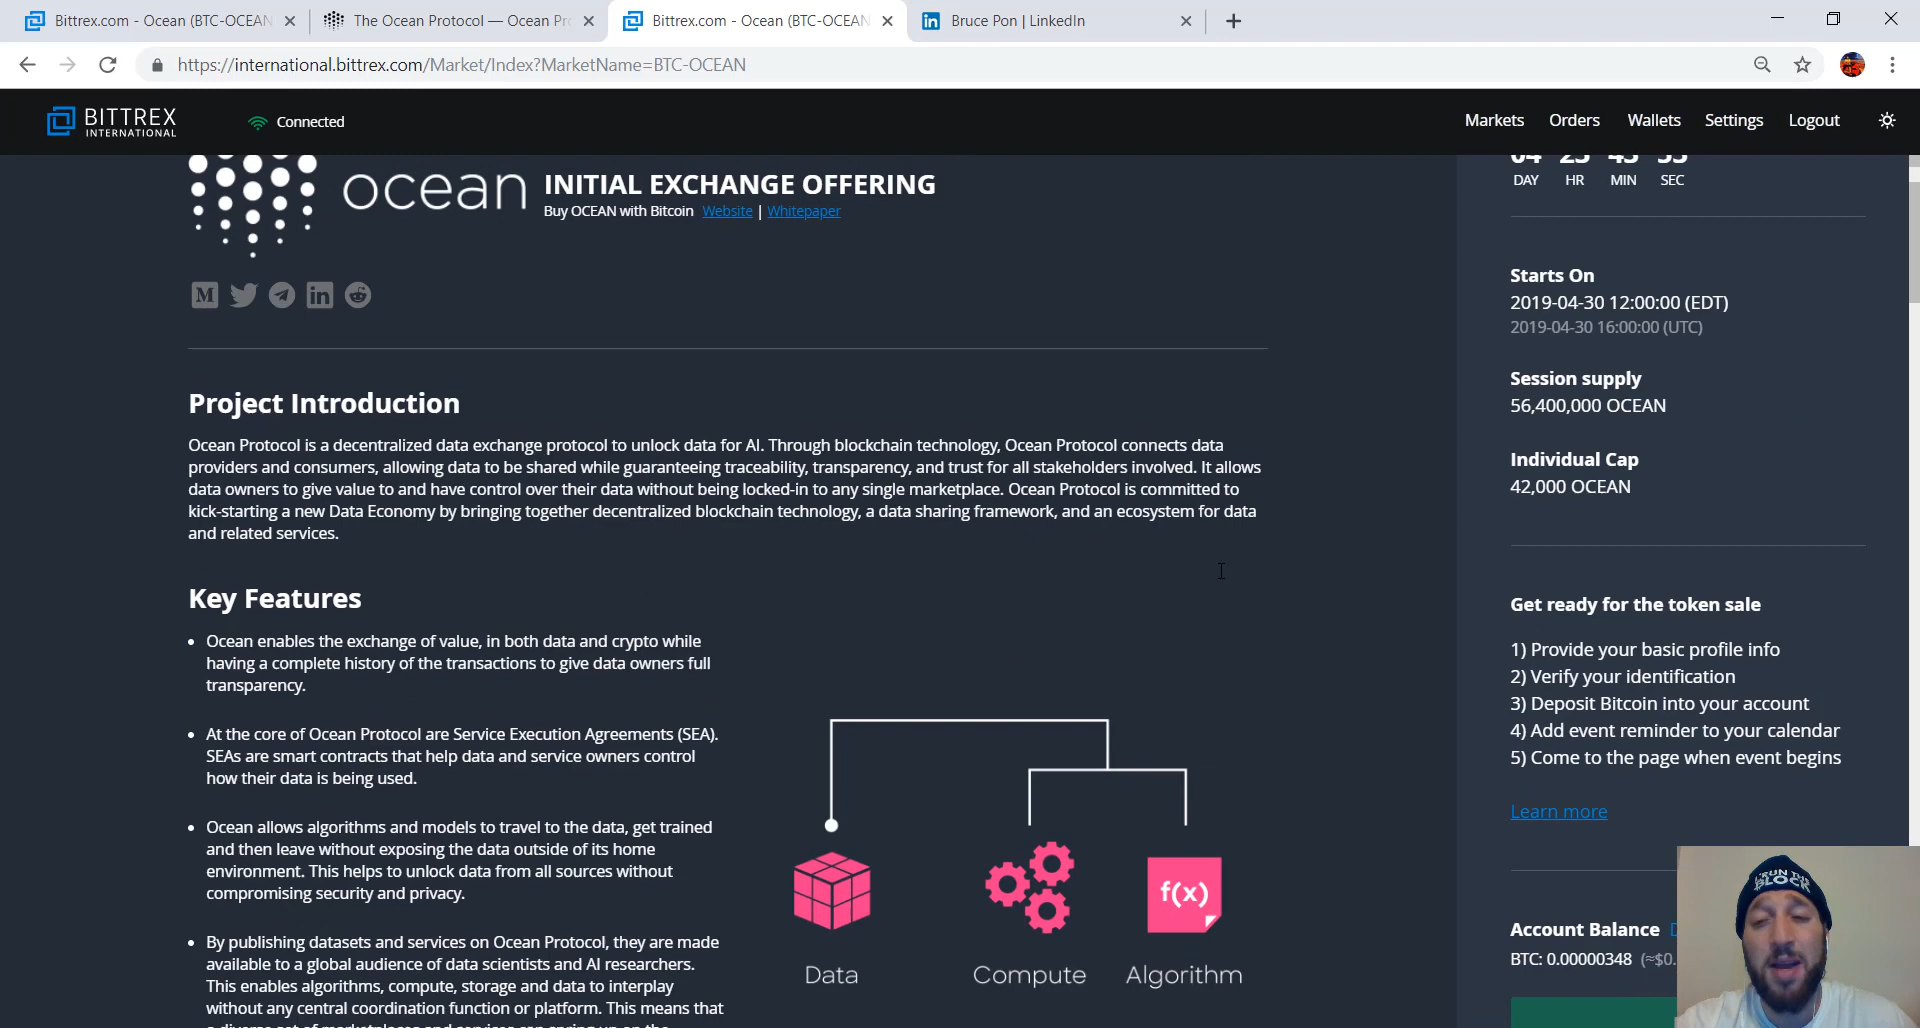 Bittrex.com - Ocean (BTC-OCEAN
The Ocean Protocol — Ocean Pr
Bittrex.com - Ocean (BTC-OCEAN
Bruce Pon | LinkedIn
https://international.bittrex.com/Market/Index?MarketName=BTC-OCEAN
BITTREX
INTERNATIONAL
Connected
Markets
Orders
Wallets
Settings
Logout
ocean
INITIAL EXCHANGE OFFERING
Buy OCEAN with Bitcoin Website | Whitepaper
Project Introduction
Ocean Protocol is a decentralized data exchange protocol to unlock data for AI. Through blockchain technology, Ocean Protocol connects data
providers and consumers, allowing data to be shared while guaranteeing traceability, transparency, and trust for all stakeholders involved. It allows
data owners to give value to and have control over their data without being locked-in to any single marketplace. Ocean Protocol is committed to
kick-starting a new Data Economy by bringing together decentralized blockchain technology, a data sharing framework, and an ecosystem for data
and related services.
Key Features
• Ocean enables the exchange of value, in both data and crypto while
having a complete history of the transactions to give data owners full
transparency.
• At the core of Ocean Protocol are Service Execution Agreements (SEA).
SEAs are smart contracts that help data and service owners control
how their data is being used.
• Ocean allows algorithms and models to travel to the data, get trained
and then leave without exposing the data outside of its home
environment. This helps to unlock data from all sources without
compromising security and privacy.
• By publishing datasets and services on Ocean Protocol, they are made
available to a global audience of data scientists and AI researchers.
This enables algorithms, compute, storage and data to interplay
without any central coordination function or platform. This means that
f(x)
Data
Compute
Algorithm
DAY HR MIN SEC
Starts On
2019-04-30 12:00:00 (EDT)
2019-04-30 16:00:00 (UTC)
Session supply
56,400,000 OCEAN
Individual Cap
42,000 OCEAN
Get ready for the token sale
1) Provide your basic profile info
2) Verify your identification
3) Deposit Bitcoin into your account
4) Add event reminder to your calendar
5) Come to the page when event begins
Learn more
Account Balance
BTC: 0.00000348 (≈$0.
I RUN THE
BLOCK